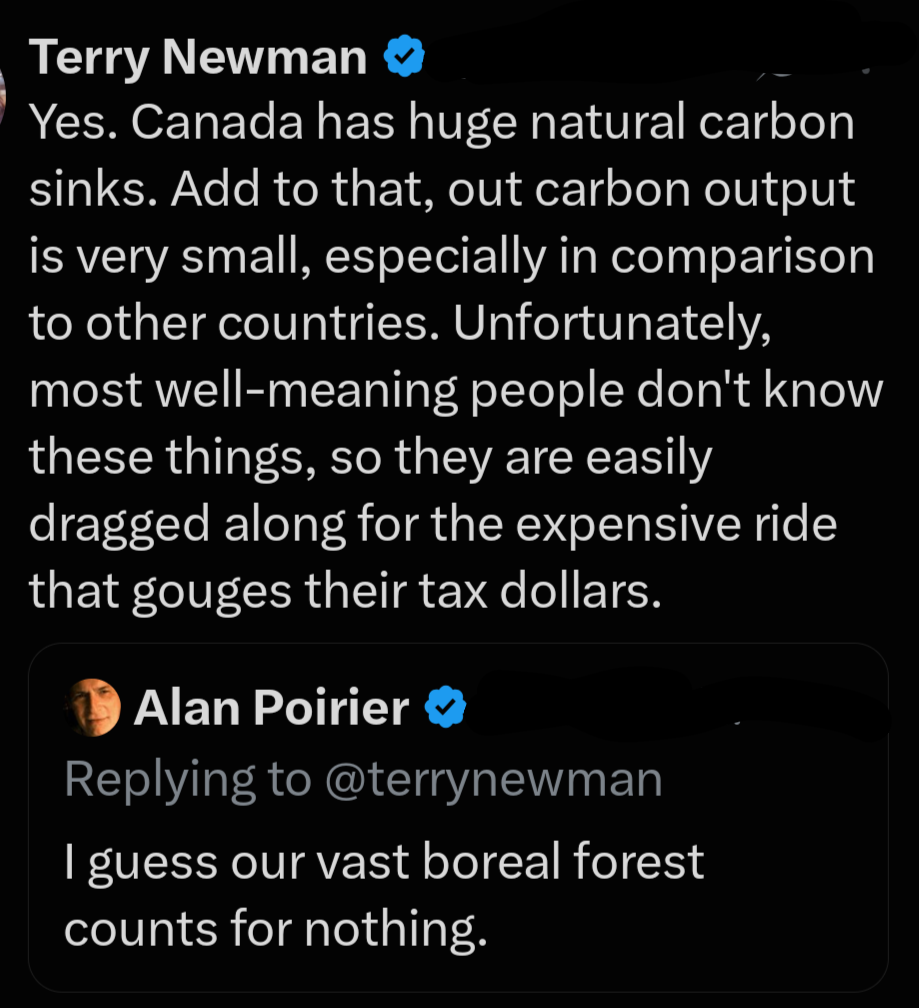 Terry Newman
Yes. Canada has huge natural carbon
sinks. Add to that, out carbon output
is very small, especially in comparison
to other countries. Unfortunately,
most well-meaning people don't know
these things, so they are easily
dragged along for the expensive ride
that gouges their tax dollars.
Alan Poirier
Replying to @terrynewman
I guess our vast boreal forest
counts for nothing.